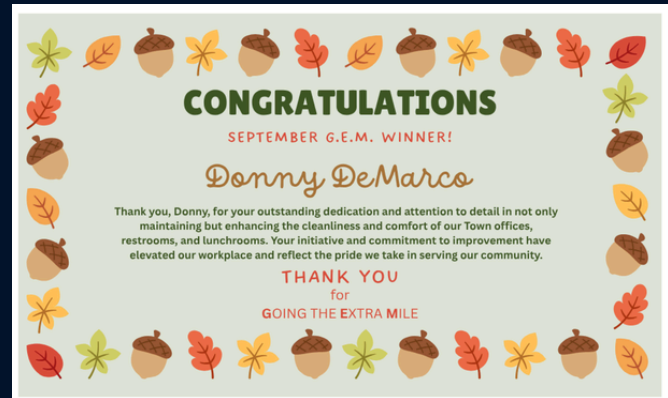 CONGRATULATIONS
SEPTEMBER G.E.M. WINNER!
Donny DeMarco
Thank you, Donny, for your outstanding dedication and attention to detail in not only
maintaining but enhancing the cleanliness and comfort of our Town offices,
restrooms, and lunchrooms. Your initiative and commitment to improvement have
elevated our workplace and reflect the pride we take in serving our community.
THANK YOU
for
GOING THE EXTRA MILE